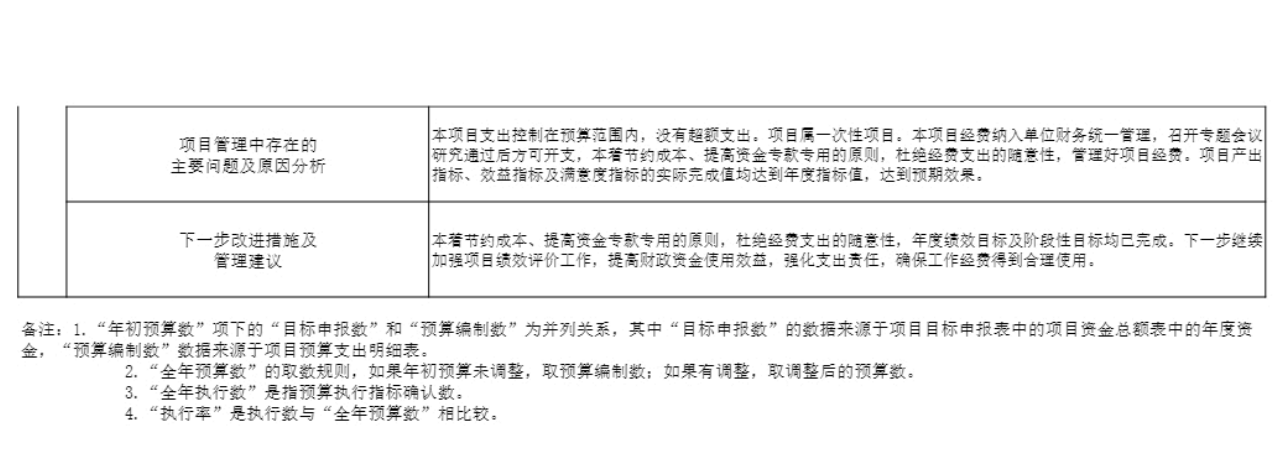 项目管理中存在的
主要问题及原因分析
本项目支出控制在预算范围内，没有超额支出。项目属一次性项目。本项目经费纳入单位财务统一管理，召开专题会议
研究通过后方可开支，本着节约成本、提高资金专款专用的原则，杜绝经费支出的随意性，管理好项目经费。项目产出
指标、效益指标及满意度指标的实际完成值均达到年度指标值，达到预期效果。
下一步改进措施及
管理建议
本着节约成本、提高资金专款专用的原则，杜绝经费支出的随意性，年度绩效目标及阶段性目标均已完成。下一步继续
加强项目绩效评价工作，提高财政资金使用效益，强化支出责任，确保工作经费得到合理使用。
备注：1.“年初预算数”项下的“目标申报数”和“预算编制数”为并列关系，其中“目标申报数”的数据来源于项目目标申报表中的项目资金总额表中的年度资
金，“预算编制数”数据来源于项目预算支出明细表。
2.“全年预算数”的取数规则，如果年初预算未调整，取预算编制数；如果有调整，取调整后的预算数。
3.“全年执行数”是指预算执行指标确认数。
4.“执行率”是执行数与“全年预算数”相比较。